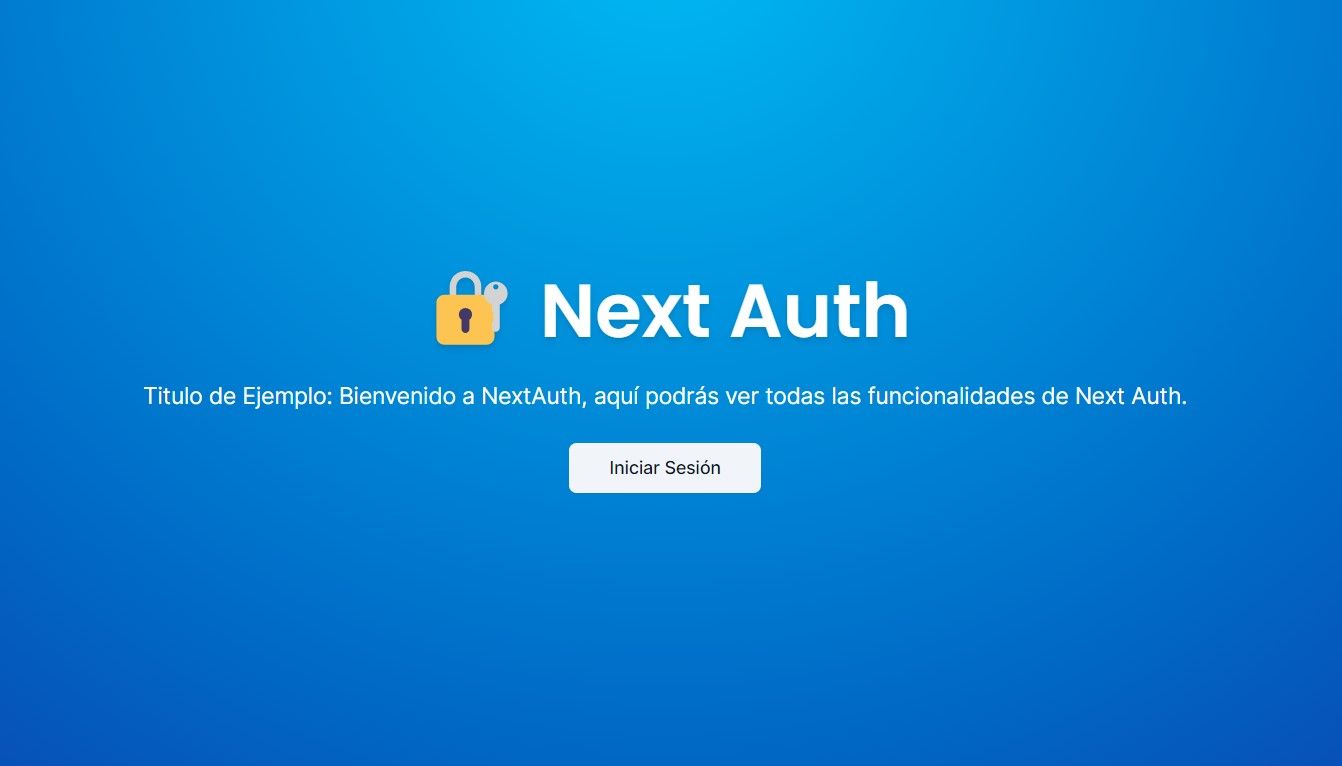 Next Auth
Titulo de Ejemplo: Bienvenido a NextAuth, aquí podrás ver todas las funcionalidades de Next Auth.
Iniciar Sesión